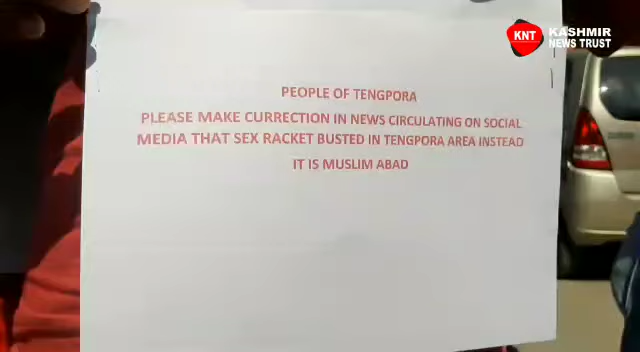 KNT
KASHMIR
NEWS TRUST
PEOPLE OF TENGPORA
PLEASE MAKE CURRECTION IN NEWS CIRCULATING ON SOCIAL
MEDIA THAT SEX RACKET BUSTED IN TENGPORA AREA INSTEAD
IT IS MUSLIM ABAD